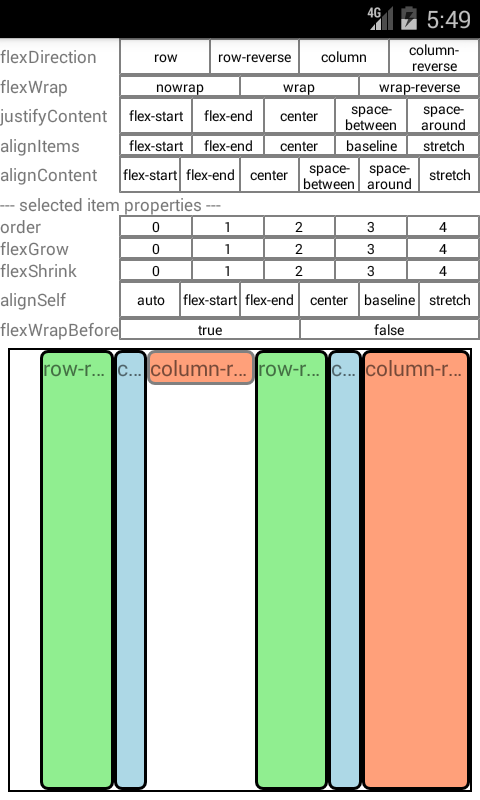 4G 5:49
flexDirection row row-reverse column column-reverse
flexWrap nowrap wrap wrap-reverse
justifyContent flex-start flex-end center space-between space-around
alignItems flex-start flex-end center baseline stretch
alignContent flex-start flex-end center space-between space-around stretch
--- selected item properties ---
order 0 1 2 3 4
flexGrow 0 1 2 3 4
flexShrink 0 1 2 3 4
alignSelf auto flex-start flex-end center baseline stretch
flexWrapBefore true false
row-r... c... column-r... row-r... c... column-r...